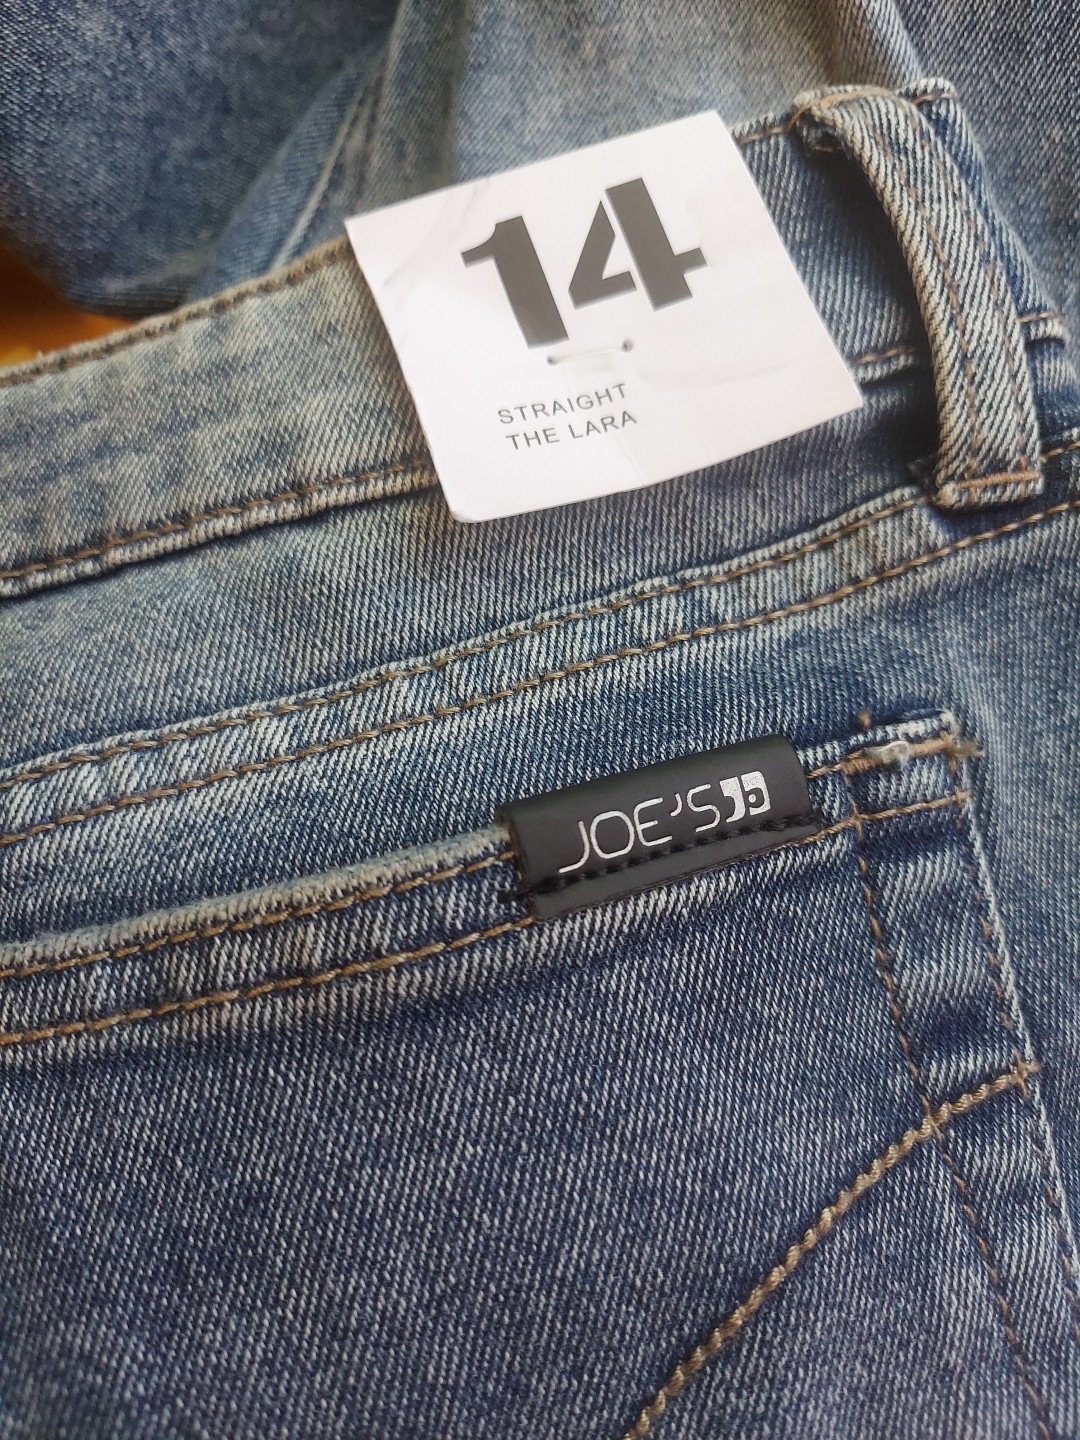 14
STRAIGHT
THE LARA
JOE'S